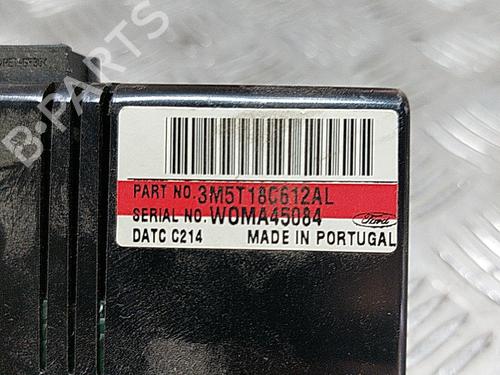 B-PARTS
PART NO. 3M5T18C612AL
SERIAL NO. WOMA45084
DATC C214 MADE IN PORTUGAL
Ford